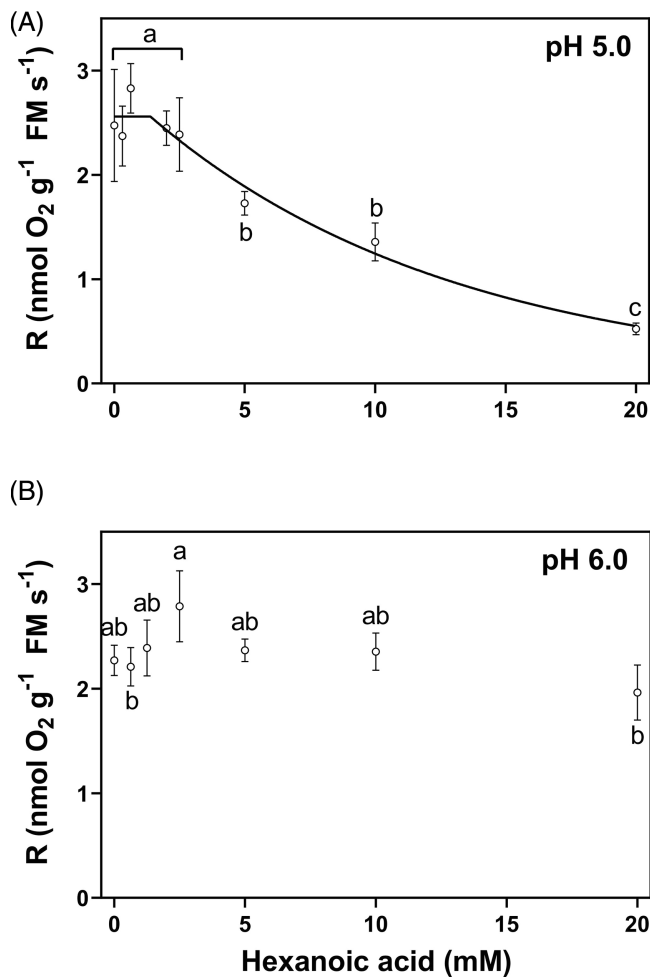 (A)
a
pH 5.0
R (nmol O₂ g⁻¹ FM s⁻¹)
3
2
1
0
b
b
c
0 5 10 15 20
(B)
a
pH 6.0
R (nmol O₂ g⁻¹ FM s⁻¹)
3
2
1
0
ab
b
ab
ab
ab
b
0 5 10 15 20
Hexanoic acid (mM)